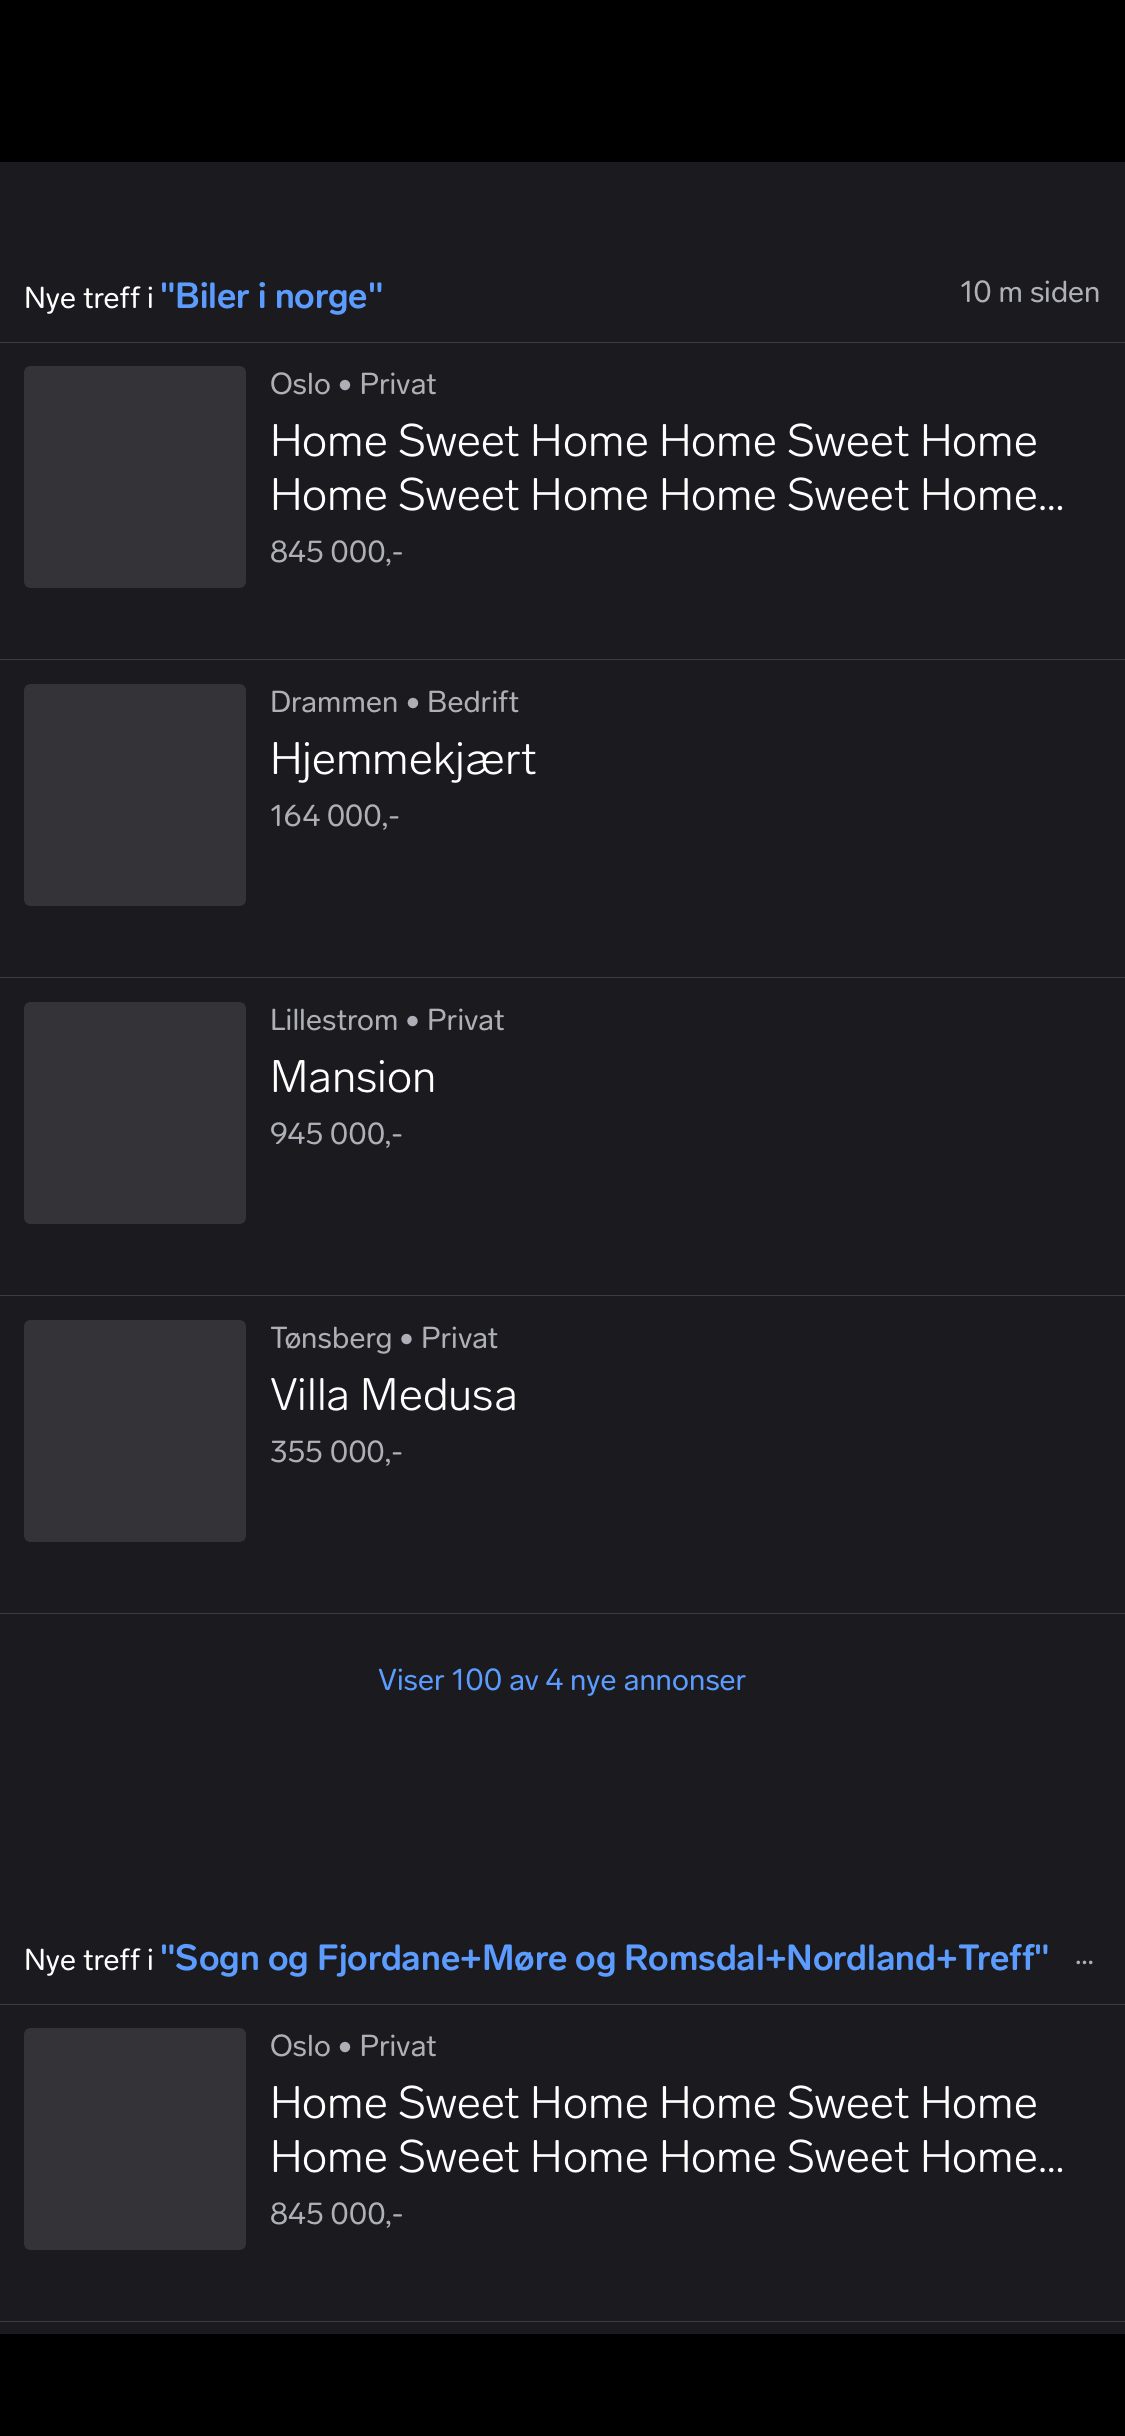 Nye treff i "Biler i norge"
10 m siden
Oslo • Privat
Home Sweet Home Home Sweet Home
Home Sweet Home Home Sweet Home...
845 000,-
Drammen • Bedrift
Hjemmekjært
164 000,-
Lillestrom • Privat
Mansion
945 000,-
Tønsberg • Privat
Villa Medusa
355 000,-
Viser 100 av 4 nye annonser
Nye treff i "Sogn og Fjordane+Møre og Romsdal+Nordland+Treff" ...
Oslo • Privat
Home Sweet Home Home Sweet Home
Home Sweet Home Home Sweet Home...
845 000,-